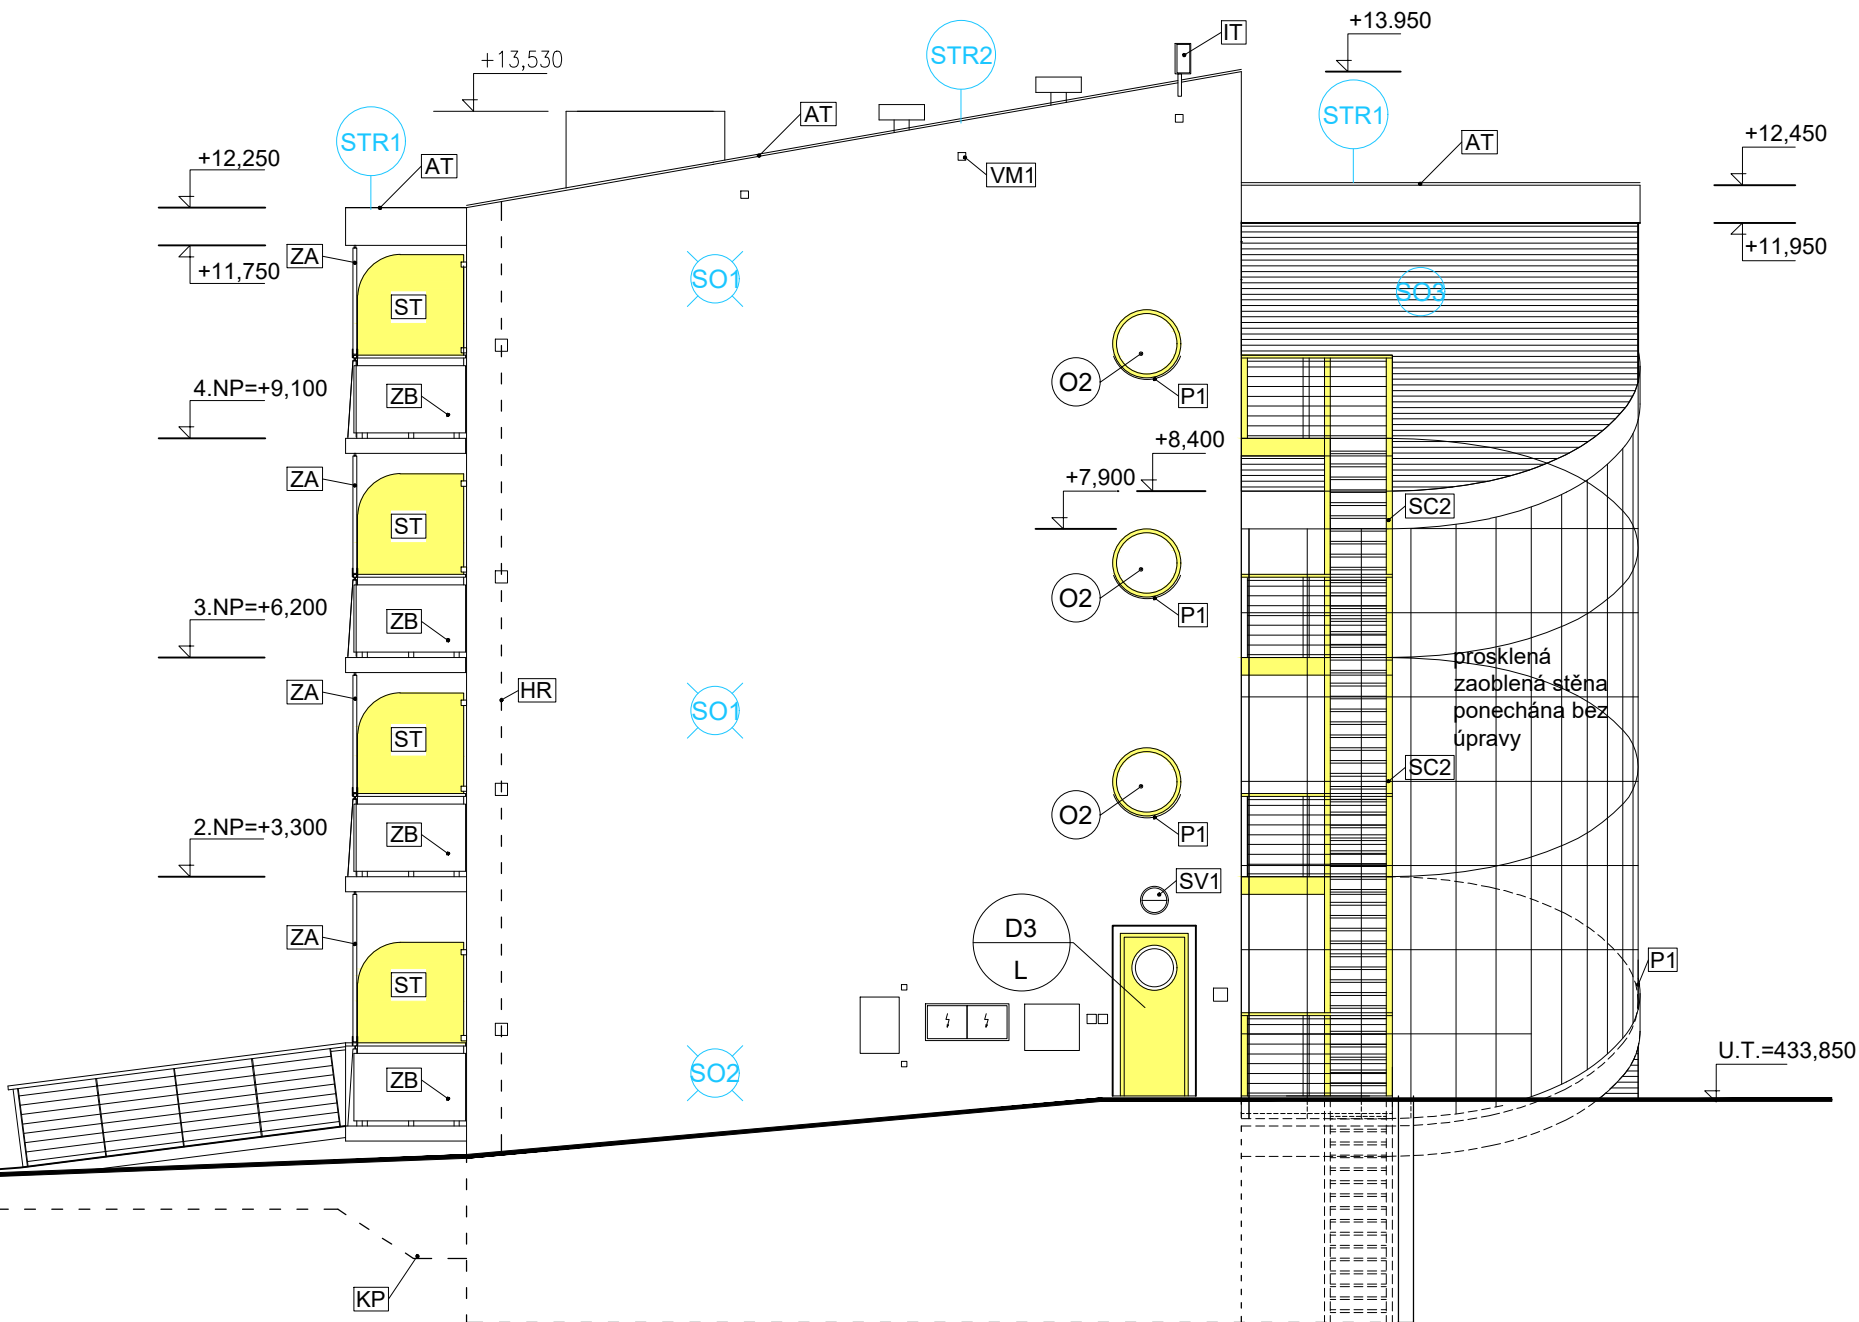 +13.950
IT
STR2
+13,530
AT
STR1
STR1
+12,250
AT
VM1
AT
+12,450
ZA
+11,750
+11,950
SO1
SO3
ST
O2
P1
4.NP=+9,100
ZB
+8,400
+7,900
ZA
SC2
ST
O2
P1
3.NP=+6,200
ZB
prosklená
zaoblená stěna
ponechána bez
úpravy
ZA
HR
SO1
ST
SC2
O2
P1
2.NP=+3,300
ZB
SV1
D3
L
ZA
ST
P1
SO2
ZB
U.T.=433,850
KP